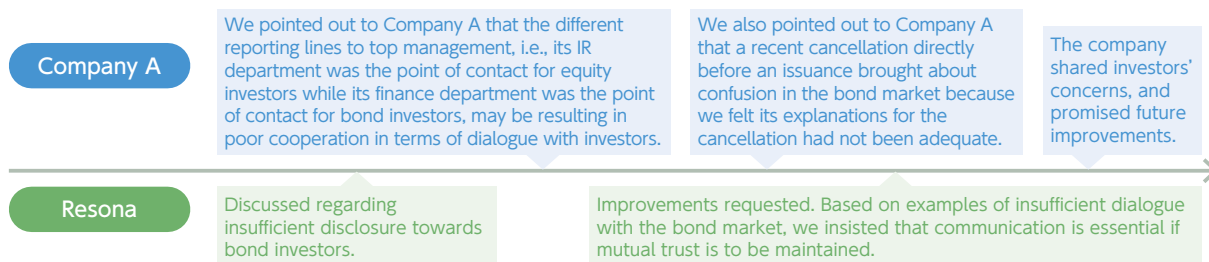 Company A
We pointed out to Company A that the different
reporting lines to top management, i.e., its IR
department was the point of contact for equity
investors while its finance department was the point
of contact for bond investors, may be resulting in
poor cooperation in terms of dialogue with investors.
We also pointed out to Company A
that a recent cancellation directly
before an issuance brought about
confusion in the bond market because
we felt its explanations for the
cancellation had not been adequate.
The company
shared investors’
concerns, and
promised future
improvements.
Resona
Discussed regarding
insufficient disclosure towards
bond investors.
Improvements requested. Based on examples of insufficient dialogue
with the bond market, we insisted that communication is essential if
mutual trust is to be maintained.